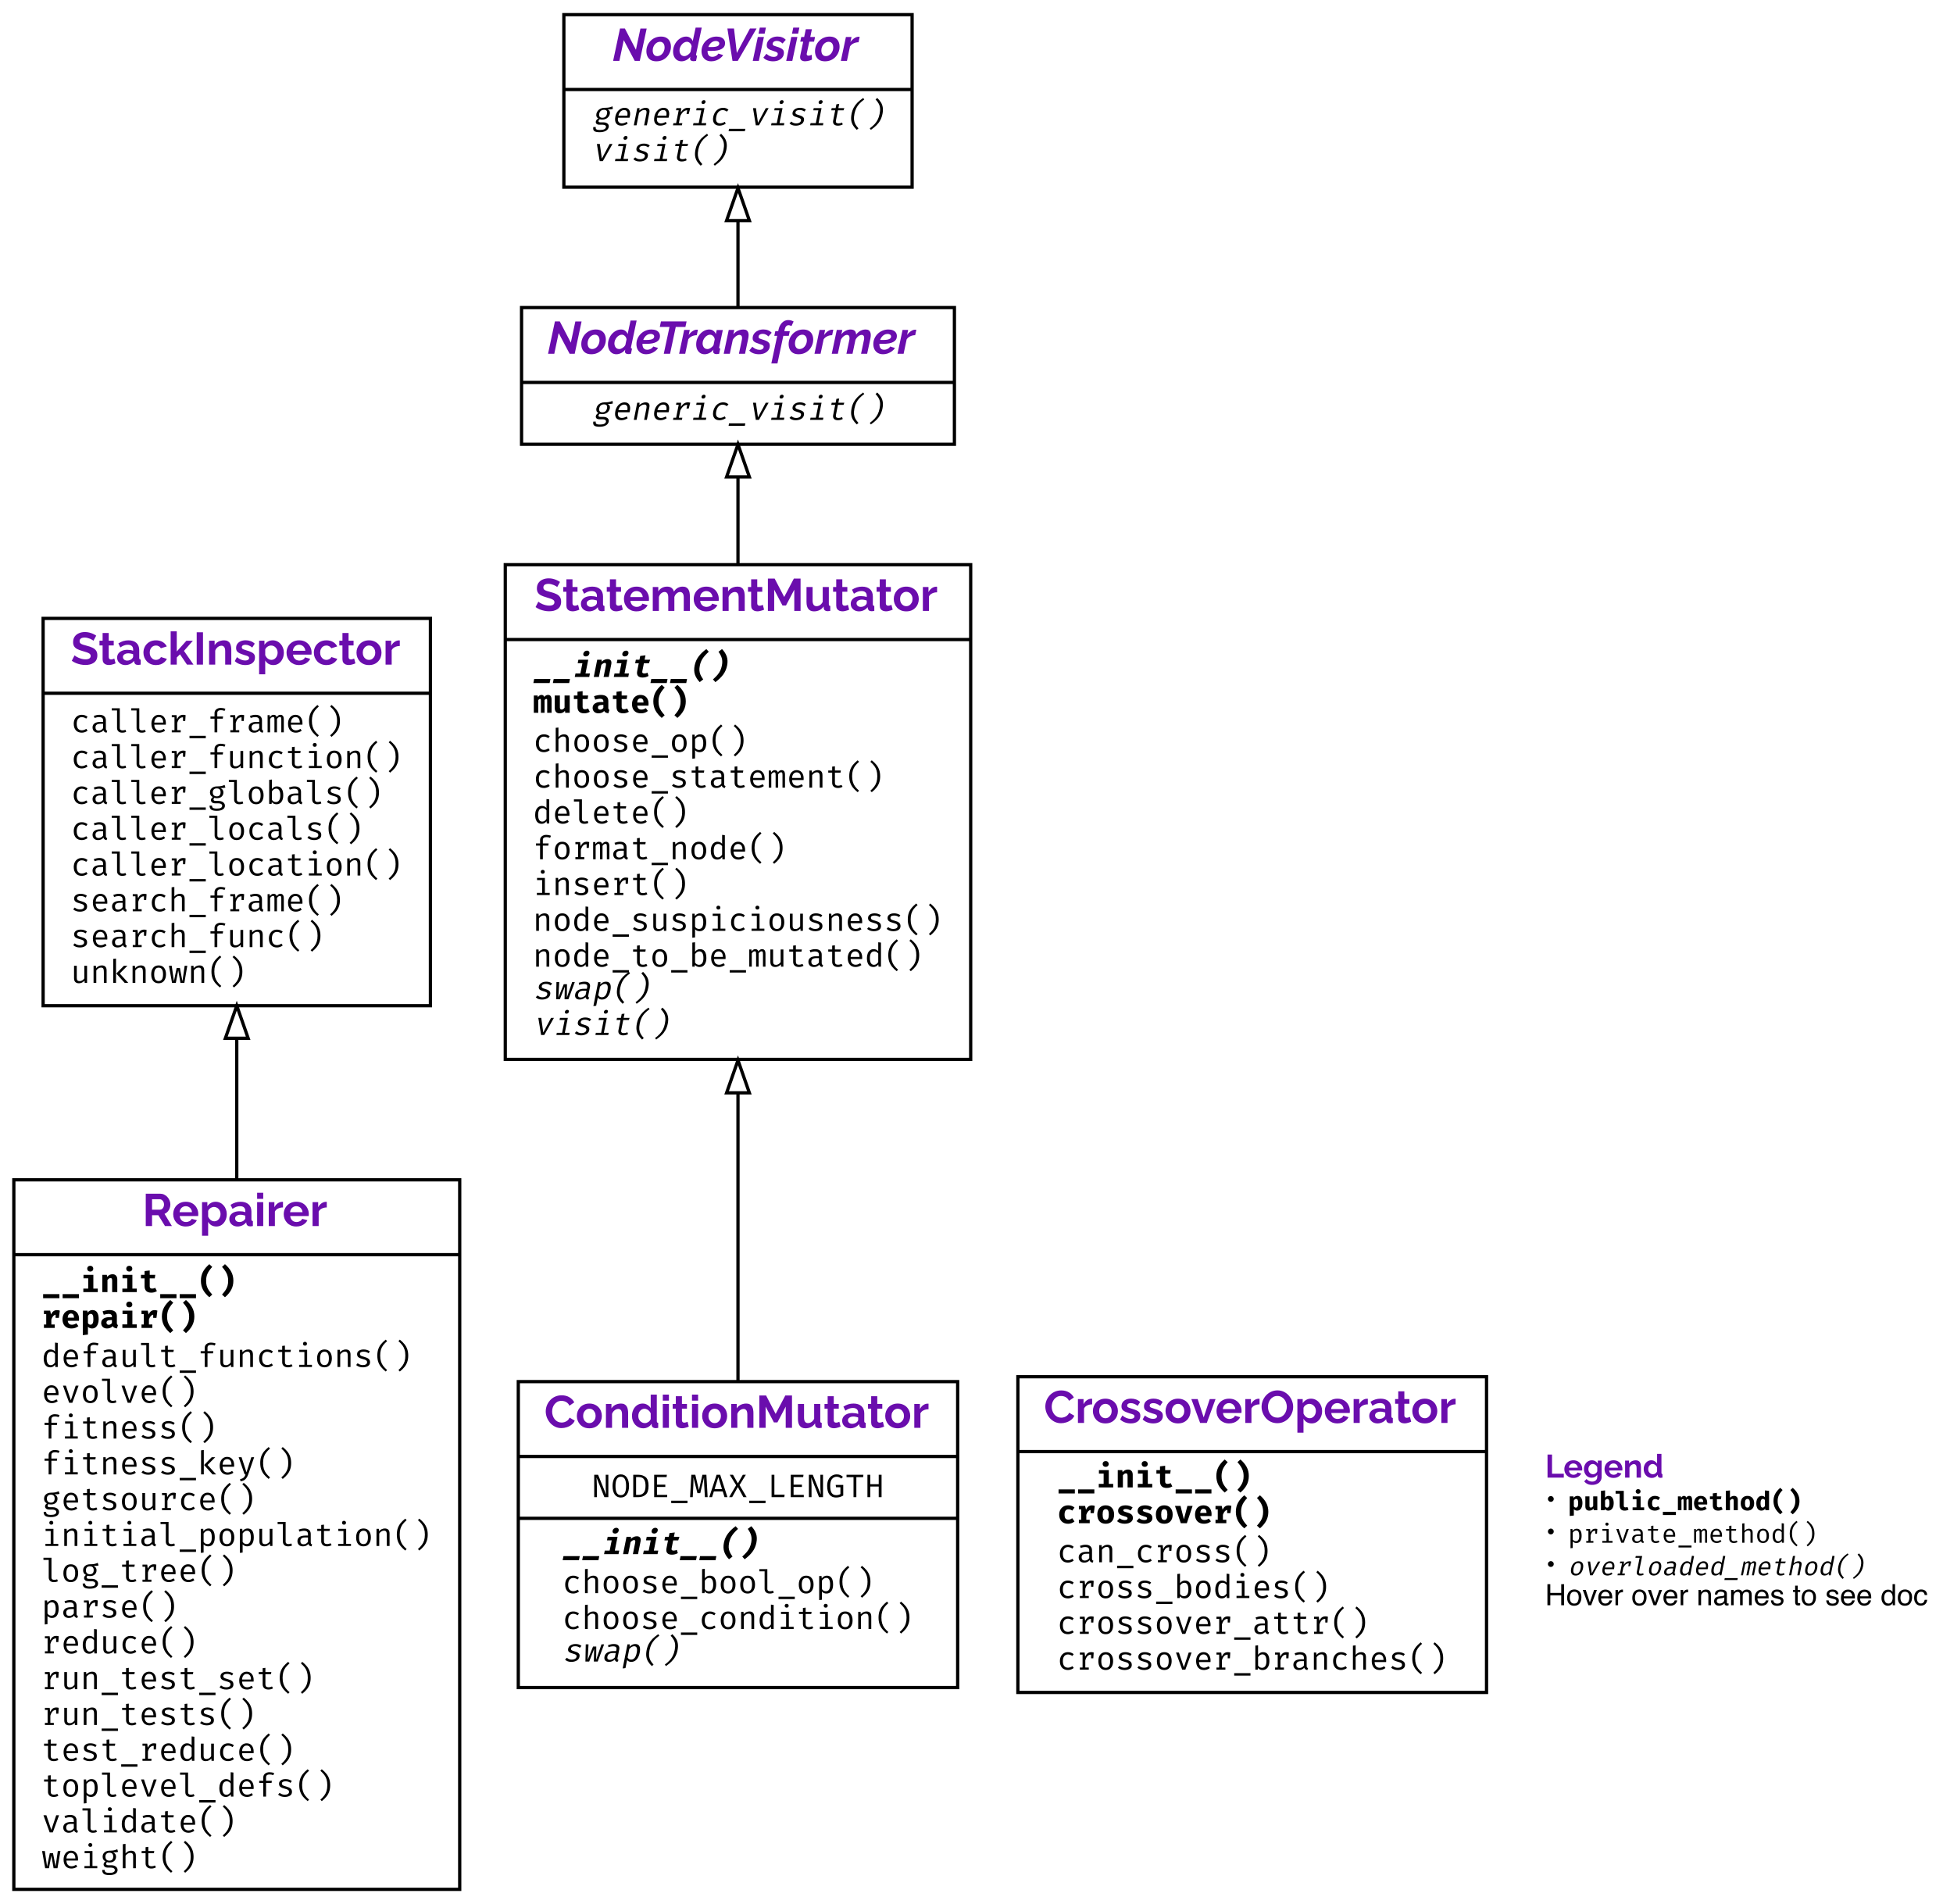 NodeVisitor
generic_visit()
visit()
NodeTransformer
generic_visit()
StatementMutator
__init__()
mutate()
choose_op()
choose_statement()
delete()
format_node()
insert()
node_suspiciousness()
node_to_be_mutated()
swap()
visit()
StackInspector
caller_frame()
caller_function()
caller_globals()
caller_locals()
caller_location()
search_frame()
search_func()
unknown()
Repairer
__init__()
repair()
default_functions()
evolve()
fitness()
fitness_key()
getsource()
initial_population()
log_tree()
parse()
reduce()
run_test_set()
run_tests()
test_reduce()
toplevel_defs()
validate()
weight()
ConditionMutator
NODE_MAX_LENGTH
__init__()
choose_bool_op()
choose_condition()
swap()
CrossoverOperator
__init__()
crossover()
can_cross()
cross_bodies()
crossover_attr()
crossover_branches()
Legend
• public_method()
• private_method()
• overloaded_method()
Hover over names to see doc